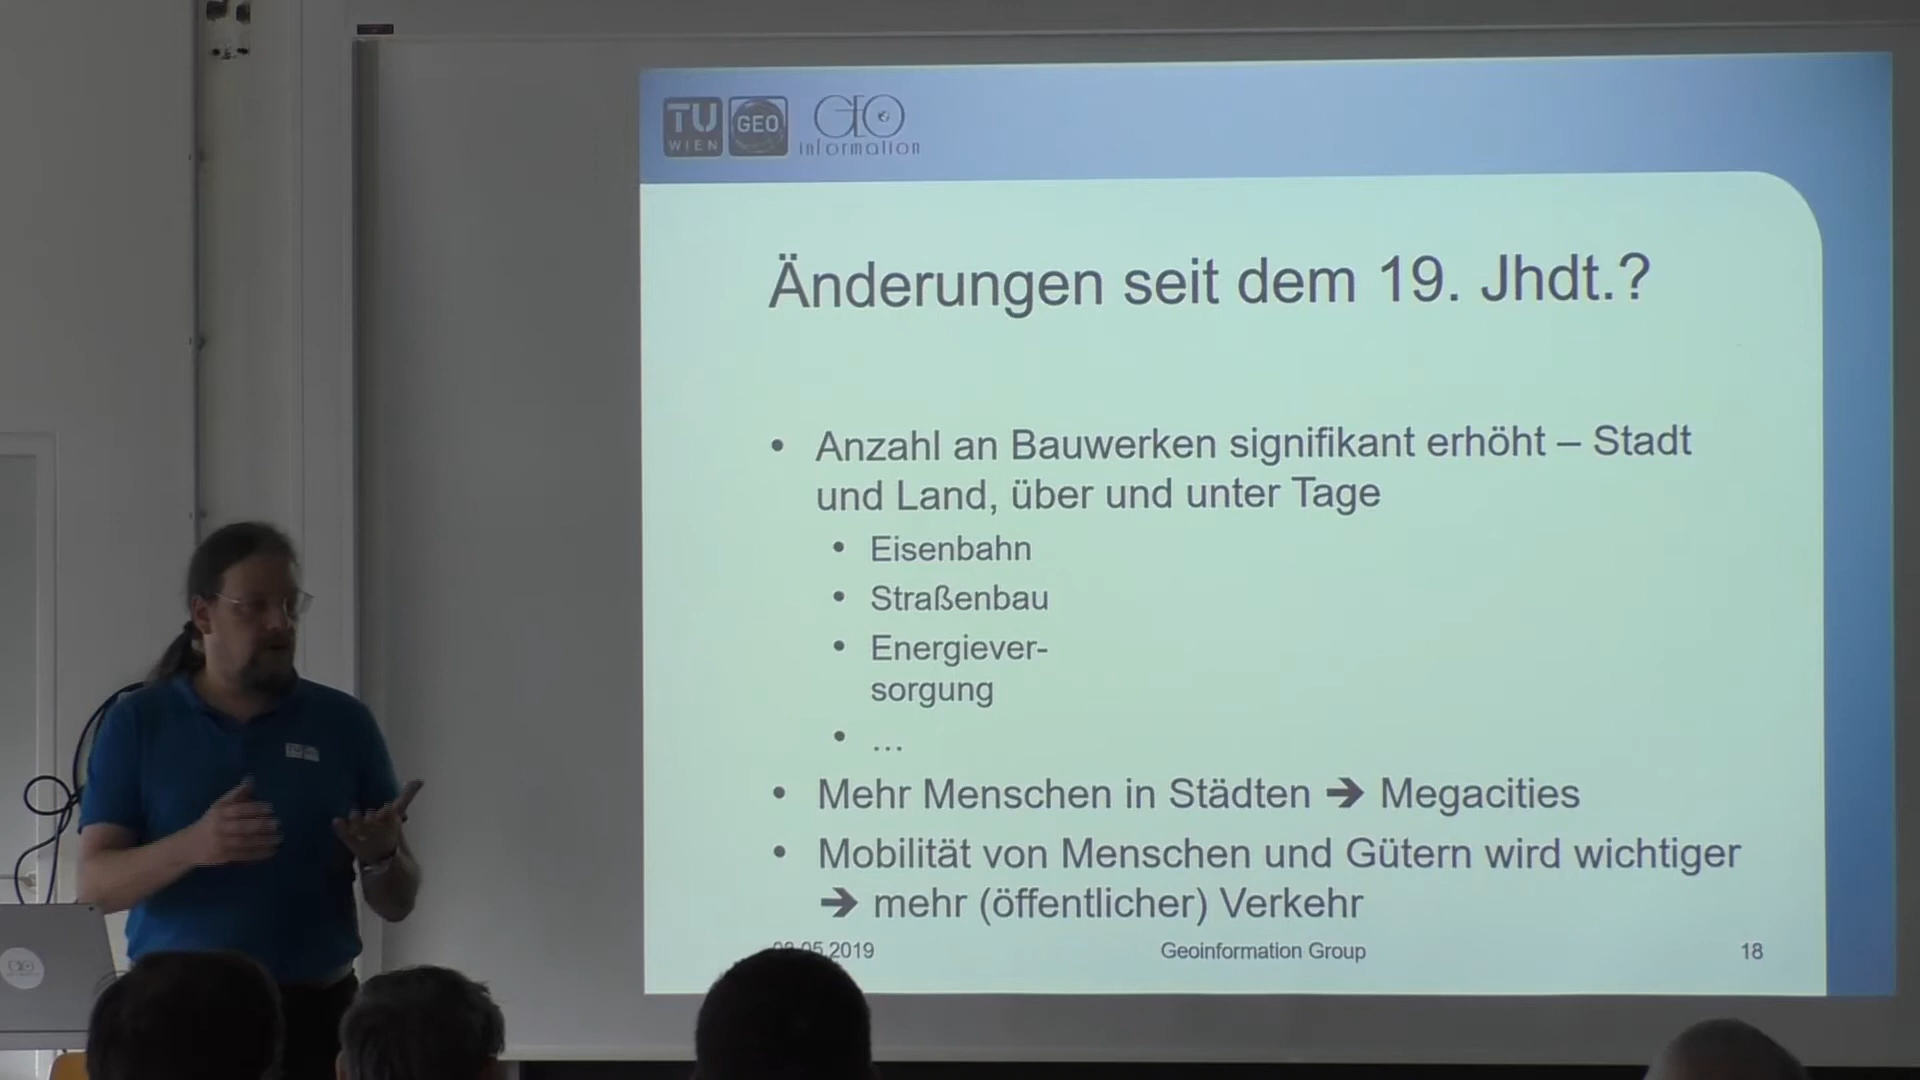 TU
WIEN
GEO
GEO
information
Änderungen seit dem 19. Jhdt.?
• Anzahl an Bauwerken signifikant erhöht – Stadt
und Land, über und unter Tage
• Eisenbahn
• Straßenbau
• Energiever-
sorgung
• ...
• Mehr Menschen in Städten ➔ Megacities
• Mobilität von Menschen und Gütern wird wichtiger
➔ mehr (öffentlicher) Verkehr
.05.2019
Geoinformation Group
18
TU